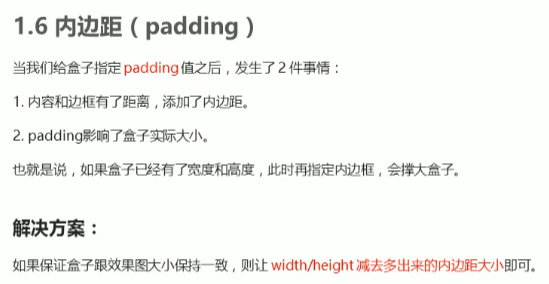 1.6 内边距（padding）
当我们给盒子指定 padding 值之后，发生了 2 件事情：
1. 内容和边框有了距离，添加了内边距。
2. padding影响了盒子实际大小。
也就是说，如果盒子已经有了宽度和高度，此时再指定内边框，会撑大盒子。
解决方案：
如果保证盒子跟效果图大小保持一致，则让 width/height 减去多出来的内边距大小即可。